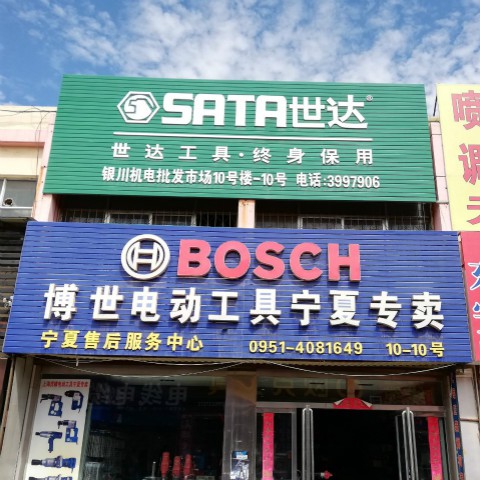 SATA世达®
世达工具·终身保用
银川机电批发市场10号楼-10号 电话:3997906
BOSCH
博世电动工具宁夏专卖
宁夏售后服务中心 0951-4081649 10-10号
喷
调